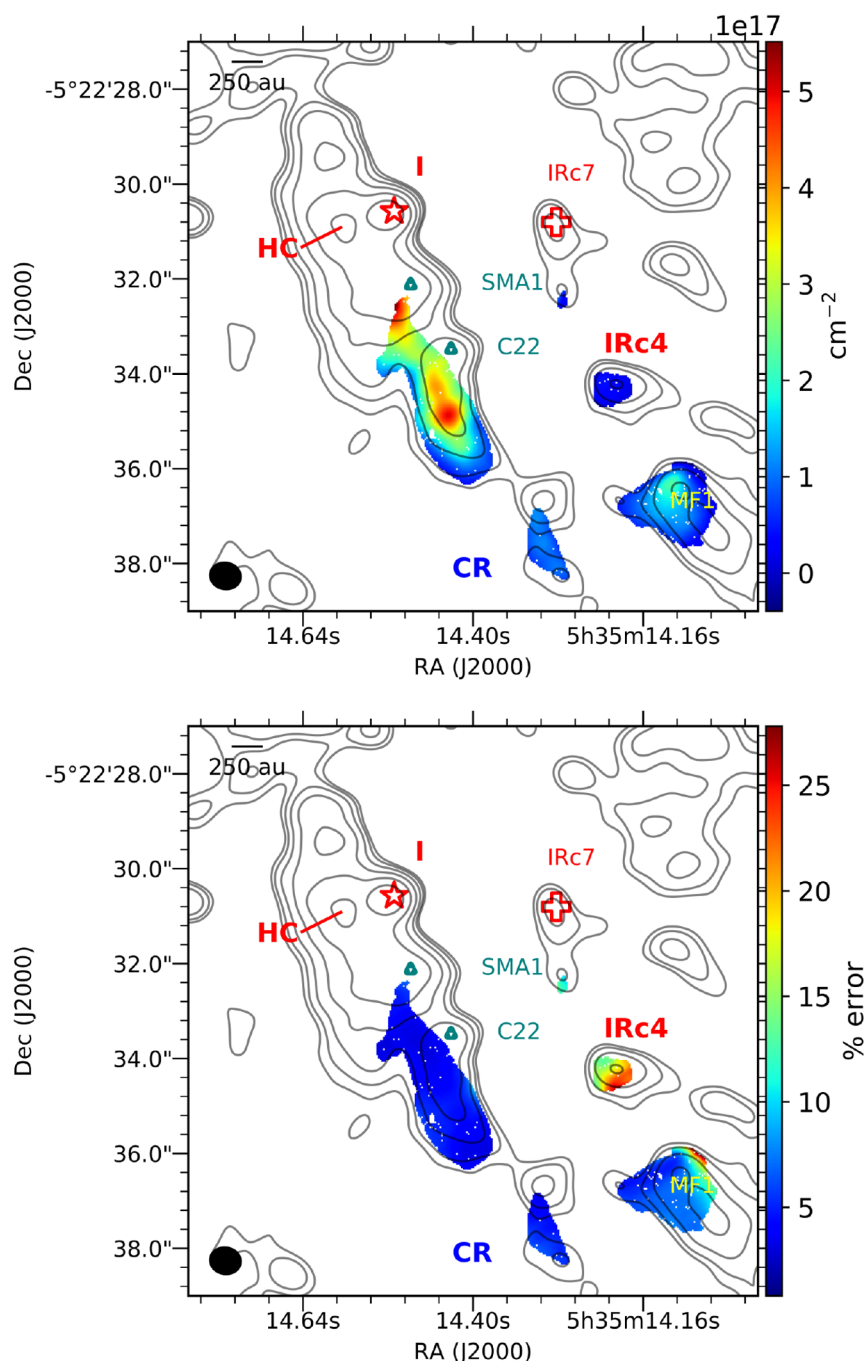 1e17
250 au
-5°22'28.0"
30.0"
32.0"
34.0"
36.0"
38.0"
Dec (J2000)
I
HC
IRc7
SMA1
C22
IRc4
MF1
CR
5
4
3
2
1
0
cm⁻²
14.64s
14.40s
5h35m14.16s
RA (J2000)
250 au
-5°22'28.0"
30.0"
32.0"
34.0"
36.0"
38.0"
Dec (J2000)
I
HC
IRc7
SMA1
C22
IRc4
MF1
CR
25
20
15
10
5
% error
14.64s
14.40s
5h35m14.16s
RA (J2000)